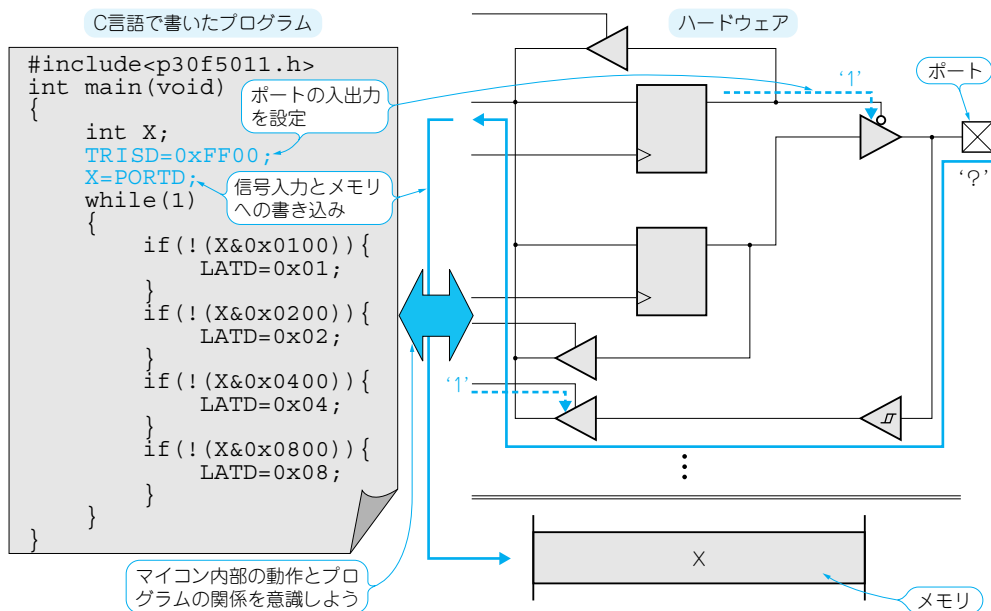 C言語で書いたプログラム
#include<p30f5011.h>
int main(void)
{
int X;
TRISD=0xFF00;
X=PORTD;
while(1)
{
if(!(X&0x0100)){
LATD=0x01;
}
if(!(X&0x0200)){
LATD=0x02;
}
if(!(X&0x0400)){
LATD=0x04;
}
if(!(X&0x0800)){
LATD=0x08;
}
}
}
ポートの入出力
を設定
信号入力とメモリ
への書き込み
マイコン内部の動作とプロ
グラムの関係を意識しよう
ハードウェア
‘1’
ポート
‘?’
‘1’
X
メモリ